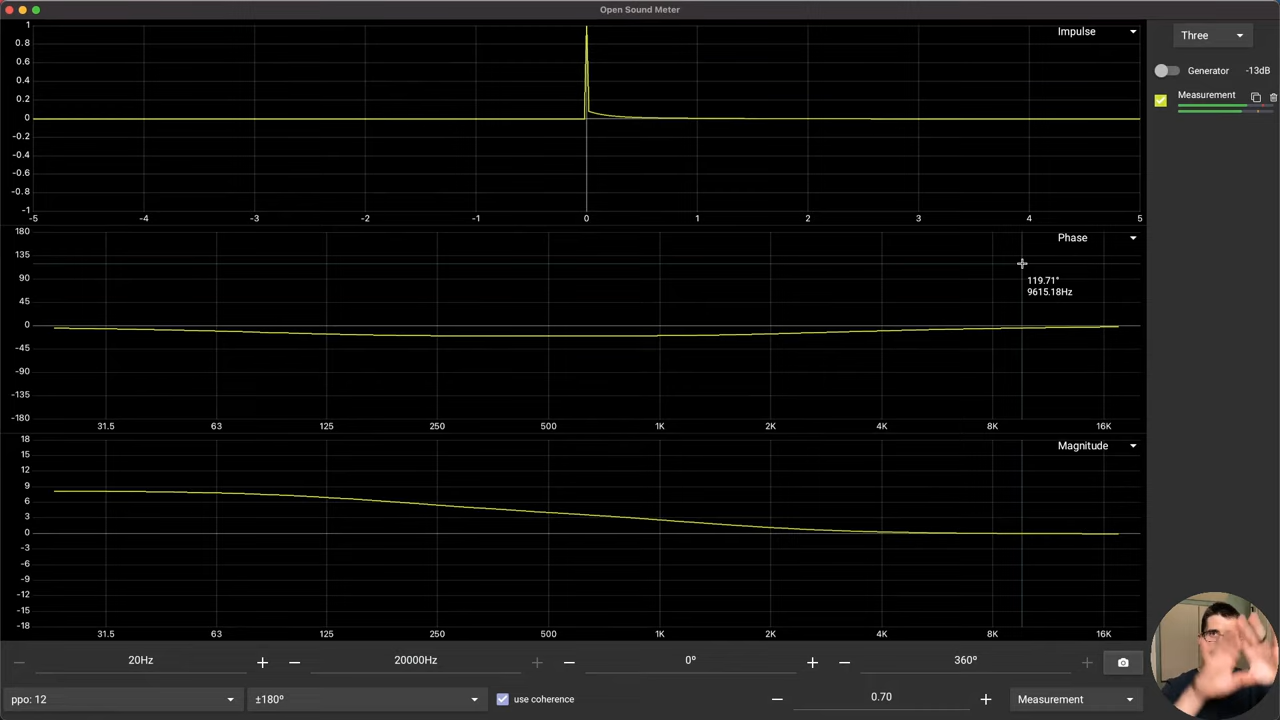 Open Sound Meter
Impulse
1
0.8
0.6
0.4
0.2
0
-0.2
-0.4
-0.6
-0.8
-1
-5 -4 -3 -2 -1 0 1 2 3 4 5
Three
Generator -13dB
Measurement
Phase
180
135
90
45
0
-45
-90
-135
-180
119.71°
9615.18Hz
31.5 63 125 250 500 1K 2K 4K 8K 16K
Magnitude
18
15
12
9
6
3
0
-3
-6
-9
-12
-15
-18
31.5 63 125 250 500 1K 2K 4K 8K 16K
20Hz + − 20000Hz + − 0° + − 360° +
ppo: 12 ±180° use coherence − 0.70 + Measurement